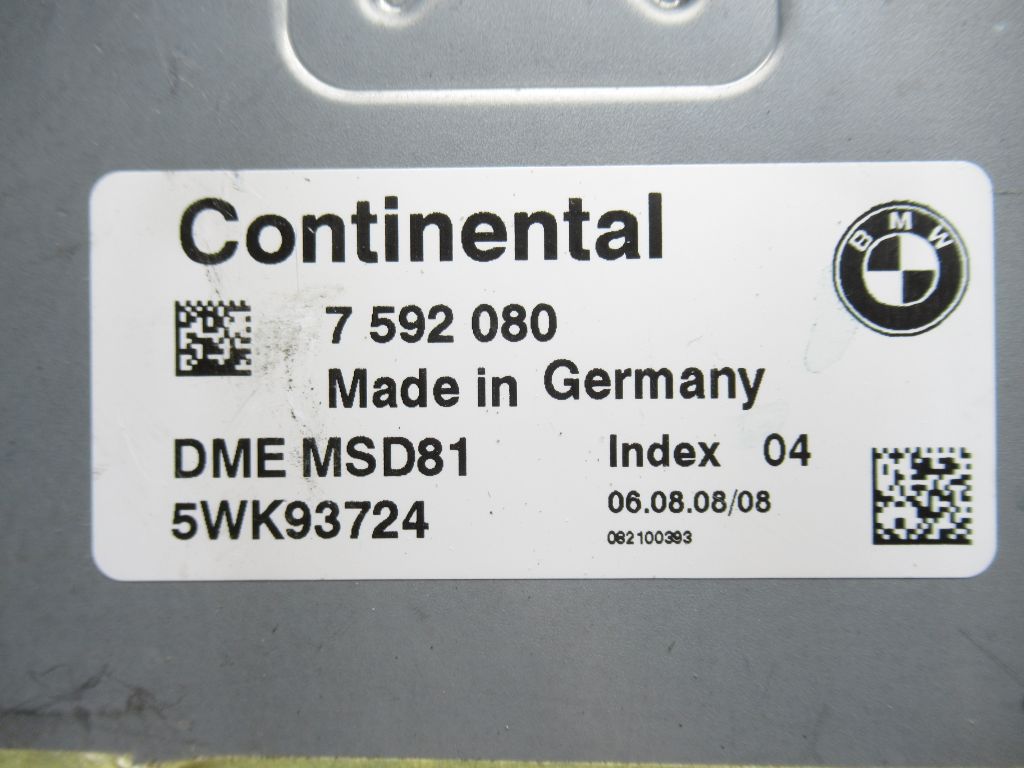 Continental
BMW
7 592 080
Made in Germany
DME MSD81
Index 04
5WK93724
06.08.08/08
082100393